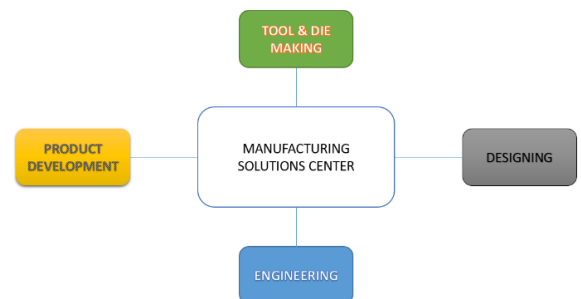 TOOL & DIE
MAKING
PRODUCT
DEVELOPMENT
MANUFACTURING
SOLUTIONS CENTER
DESIGNING
ENGINEERING